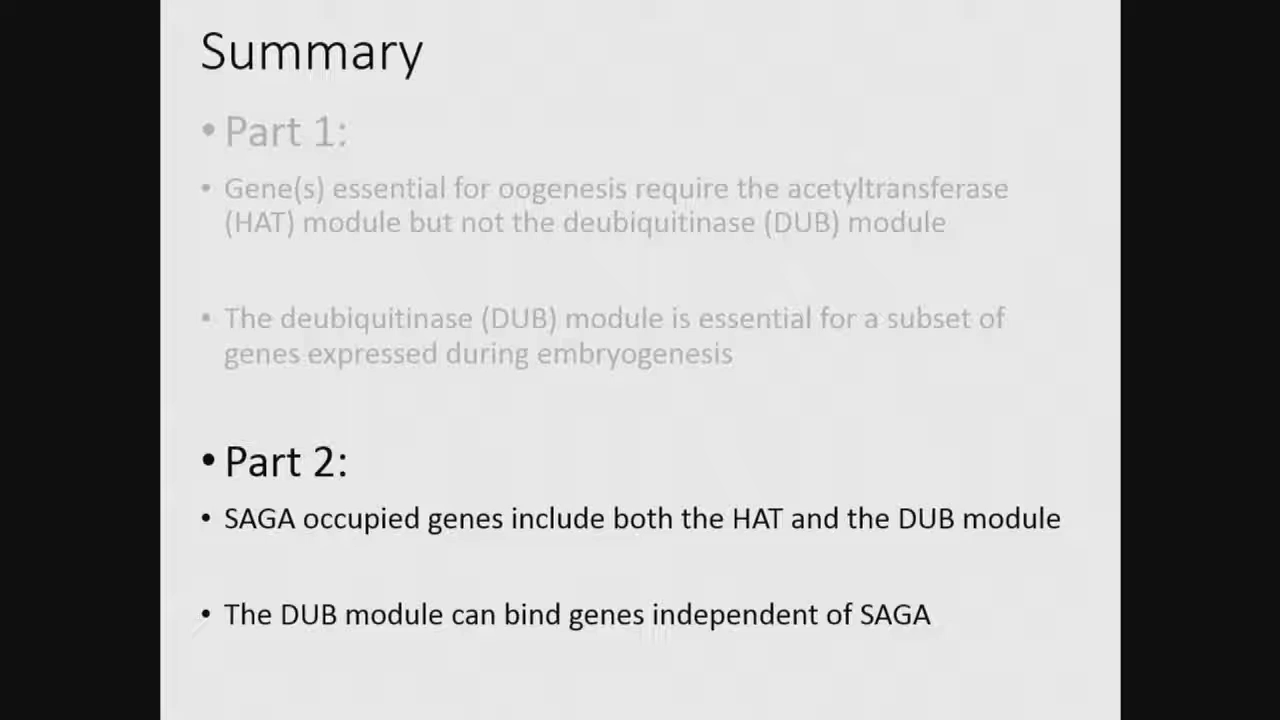 Summary
• Part 1:
• Gene(s) essential for oogenesis require the acetyltransferase
(HAT) module but not the deubiquitinase (DUB) module
• The deubiquitinase (DUB) module is essential for a subset of
genes expressed during embryogenesis
• Part 2:
• SAGA occupied genes include both the HAT and the DUB module
• The DUB module can bind genes independent of SAGA